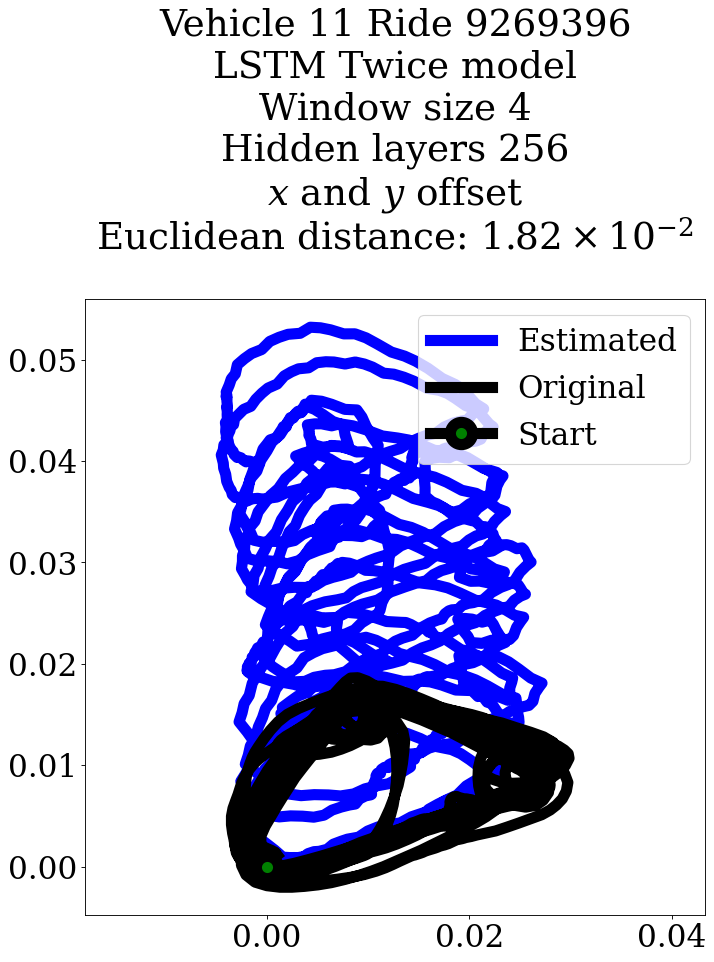 Vehicle 11 Ride 9269396
LSTM Twice model
Window size 4
Hidden layers 256
x and y offset
Euclidean distance: 1.82 × 10⁻²
Estimated
Original
Start
0.05
0.04
0.03
0.02
0.01
0.00
0.00 0.02 0.04